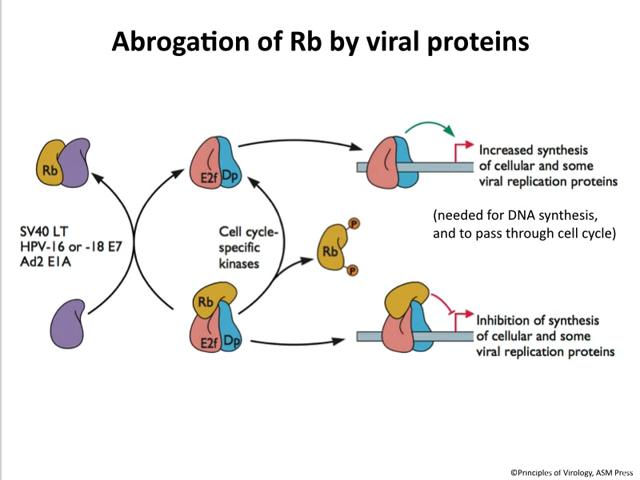 Abrogation of Rb by viral proteins
Rb
E2f Dp
Increased synthesis
of cellular and some
viral replication proteins
(needed for DNA synthesis,
and to pass through cell cycle)
SV40 LT
HPV-16 or -18 E7
Ad2 E1A
Cell cycle-
specific
kinases
P
Rb
P
Rb
E2f Dp
Inhibition of synthesis
of cellular and some
viral replication proteins
©Principles of Virology, ASM Press